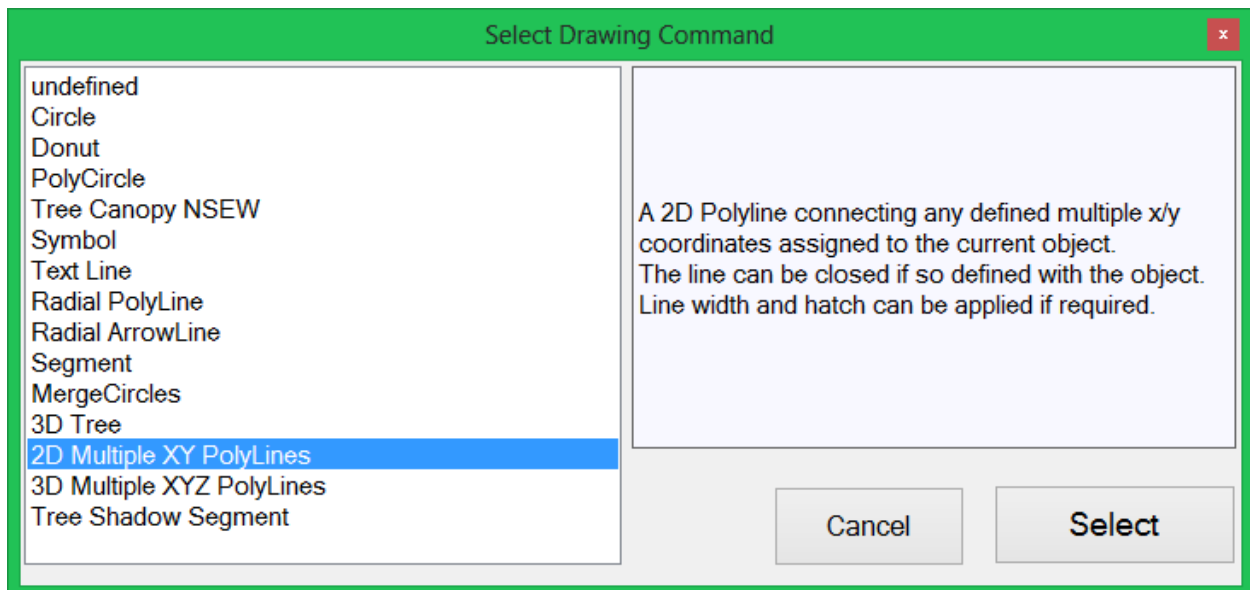 Select Drawing Command
x
undefined
Circle
Donut
PolyCircle
Tree Canopy NSEW
Symbol
Text Line
Radial PolyLine
Radial ArrowLine
Segment
MergeCircles
3D Tree
2D Multiple XY PolyLines
3D Multiple XYZ PolyLines
Tree Shadow Segment
A 2D Polyline connecting any defined multiple x/y
coordinates assigned to the current object.
The line can be closed if so defined with the object.
Line width and hatch can be applied if required.
Cancel
Select